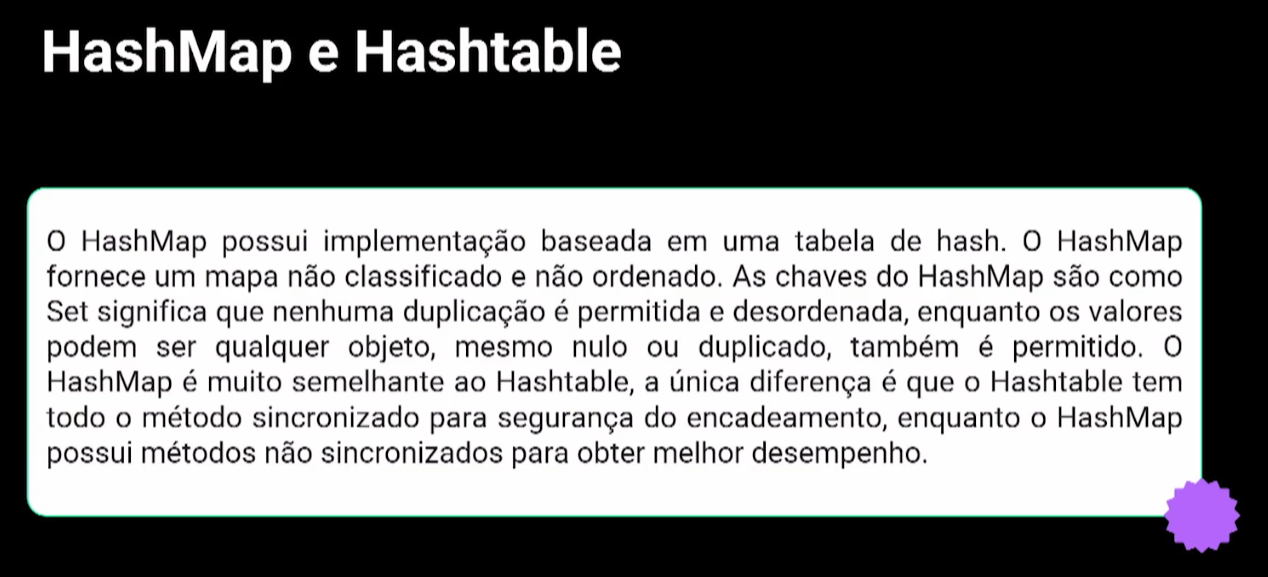 HashMap e Hashtable
O HashMap possui implementação baseada em uma tabela de hash. O HashMap
fornece um mapa não classificado e não ordenado. As chaves do HashMap são como
Set significa que nenhuma duplicação é permitida e desordenada, enquanto os valores
podem ser qualquer objeto, mesmo nulo ou duplicado, também é permitido. O
HashMap é muito semelhante ao Hashtable, a única diferença é que o Hashtable tem
todo o método sincronizado para segurança do encadeamento, enquanto o HashMap
possui métodos não sincronizados para obter melhor desempenho.